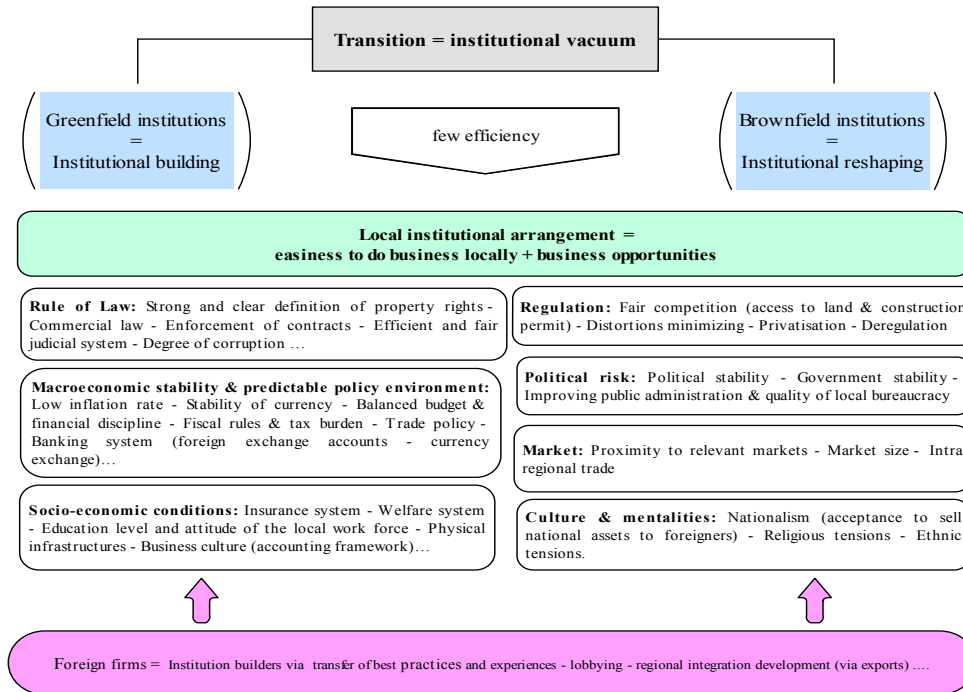 Transition = institutional vacuum
Greenfield institutions
=
Institutional building
few efficiency
Brownfield institutions
=
Institutional reshaping
Local institutional arrangement =
easiness to do business locally + business opportunities
Rule of Law: Strong and clear definition of property rights -
Commercial law - Enforcement of contracts - Efficient and fair
judicial system - Degree of corruption …
Macroeconomic stability & predictable policy environment:
Low inflation rate - Stability of currency - Balanced budget &
financial discipline - Fiscal rules & tax burden - Trade policy -
Banking system (foreign exchange accounts - currency
exchange)…
Socio-economic conditions: Insurance system - Welfare system
- Education level and attitude of the local work force - Physical
infrastructures - Business culture (accounting framework)…
Regulation: Fair competition (access to land & construction
permit) - Distortions minimizing - Privatisation - Deregulation
Political risk: Political stability - Government stability -
Improving public administration & quality of local bureaucracy
Market: Proximity to relevant markets - Market size - Intra
regional trade
Culture & mentalities: Nationalism (acceptance to sell
national assets to foreigners) - Religious tensions - Ethnic
tensions.
Foreign firms = Institution builders via transfer of best practices and experiences - lobbying - regional integration development (via exports) ….